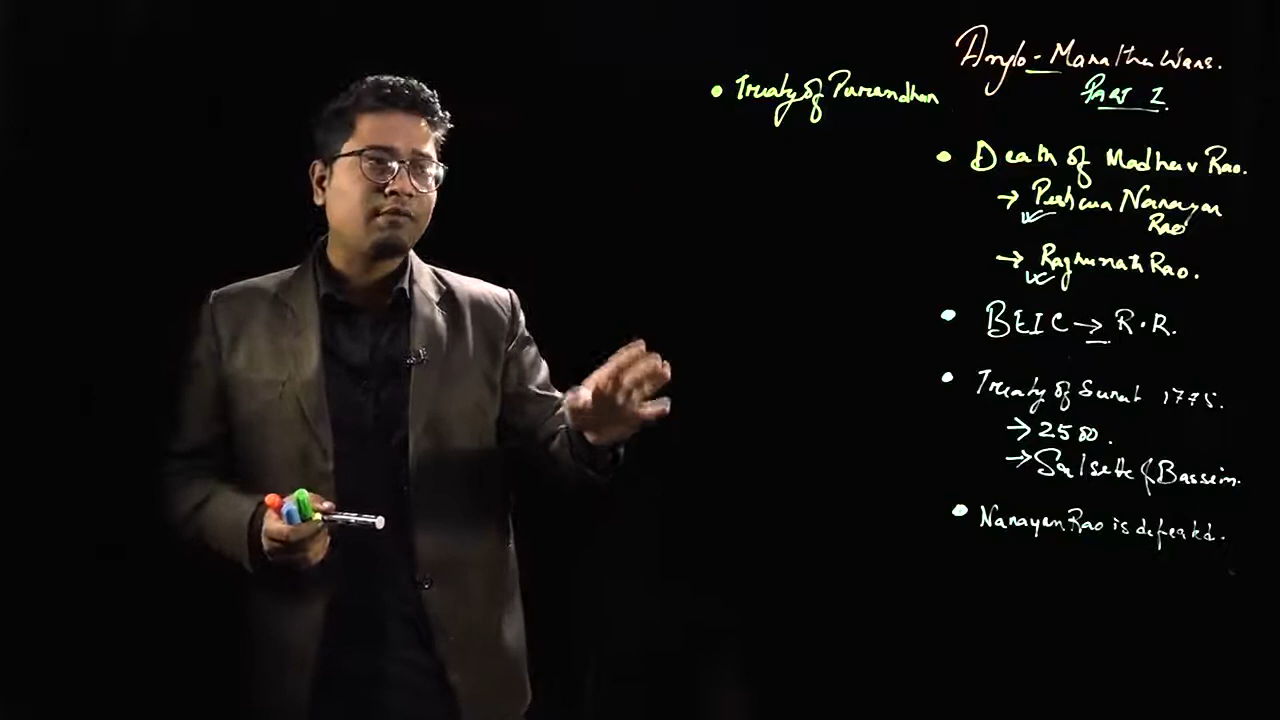 Anglo-Maratha Wars.
Part I
• Death of Madhav Rao.
→ Peshwa Narayan
Rao
→ Raghunath Rao.
• BEIC → R.R.
• Treaty of Surat 1775.
→ 2500.
→ Salsette & Bassein.
• Narayan Rao is defeated.
• Treaty of Purandhar